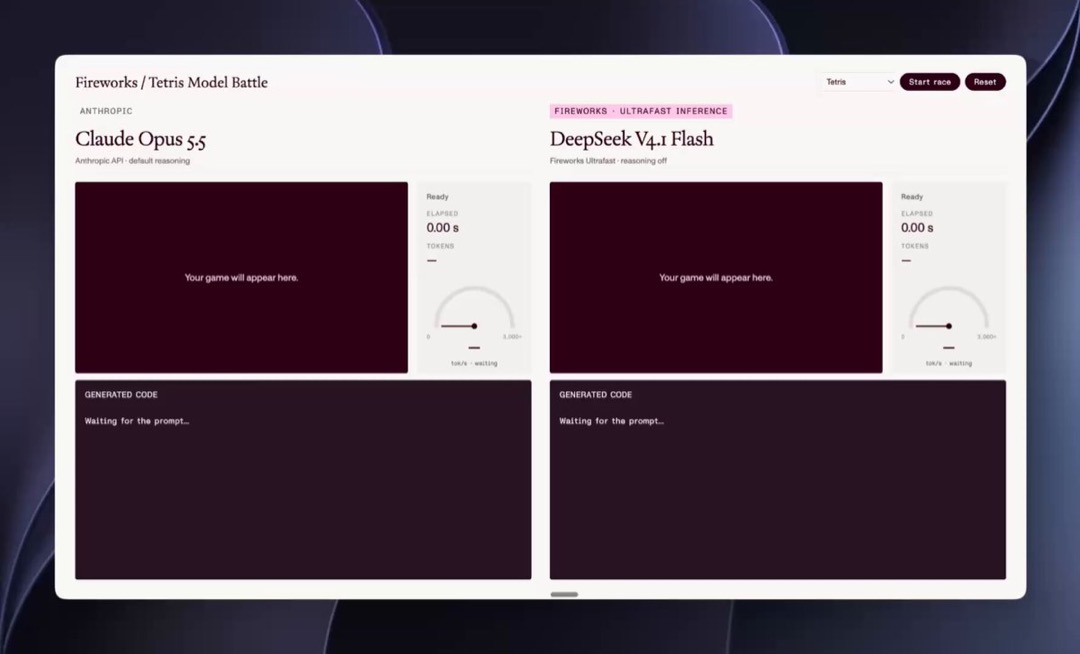 Fireworks / Tetris Model Battle
Tetris
Start race
Reset
ANTHROPIC
Claude Opus 5.5
Anthropic API · default reasoning
Your game will appear here.
Ready
ELAPSED
0.00 s
TOKENS
—
0
3,000+
—
tok/s · waiting
GENERATED CODE
Waiting for the prompt…
FIREWORKS · ULTRAFAST INFERENCE
DeepSeek V4.1 Flash
Fireworks Ultrafast · reasoning off
Your game will appear here.
Ready
ELAPSED
0.00 s
TOKENS
—
0
3,000+
—
tok/s · waiting
GENERATED CODE
Waiting for the prompt…